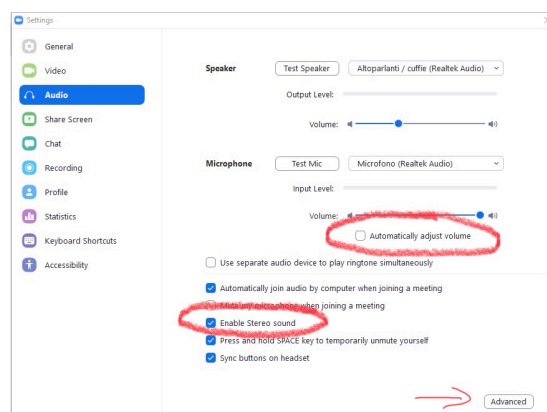 Settings
General
Video
Speaker Test Speaker Altoparlanti / cuffie (Realtek Audio)
Audio
Output Level:
Share Screen
Volume:
Chat
Microphone Test Mic Microfono (Realtek Audio)
Recording
Input Level:
Profile
Statistics
Volume:
Automatically adjust volume
Keyboard Shortcuts
Accessibility
Use separate audio device to play ringtone simultaneously
Automatically join audio by computer when joining a meeting
Mute my microphone when joining a meeting
Enable Stereo sound
Press and hold SPACE key to temporarily unmute yourself
Sync buttons on headset
Advanced